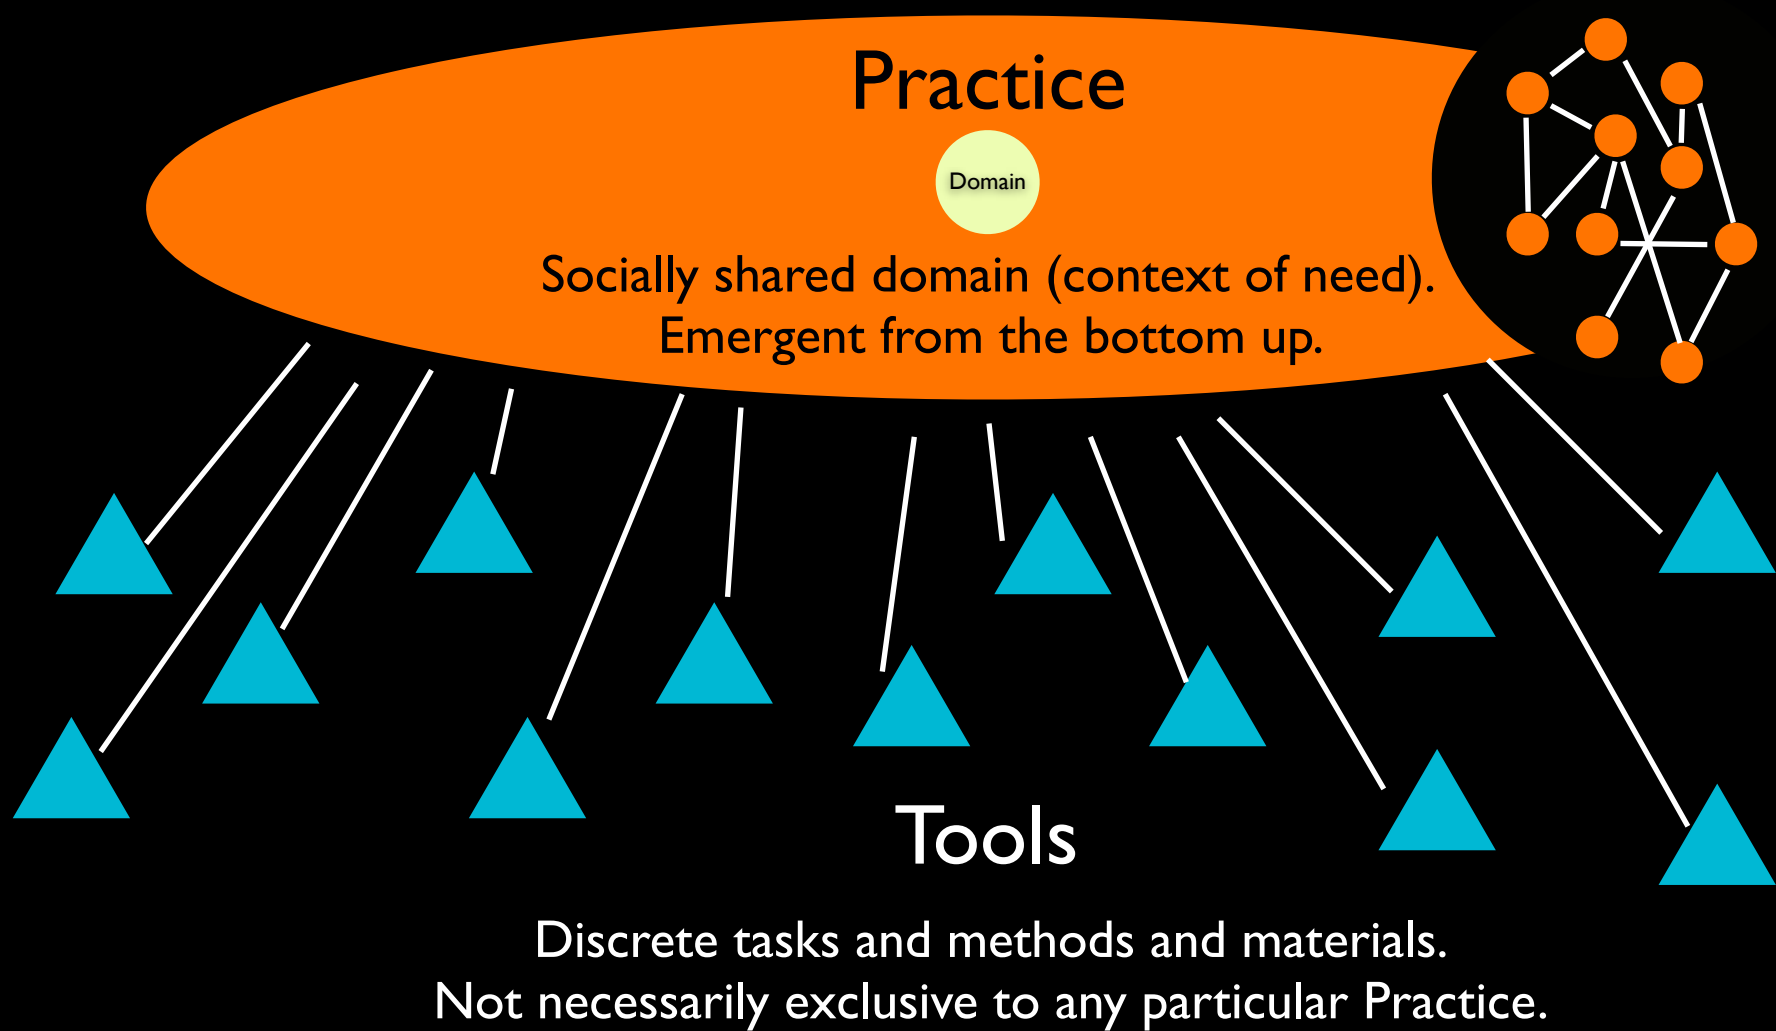 Practice
Domain
Socially shared domain (context of need).
Emergent from the bottom up.
Tools
Discrete tasks and methods and materials.
Not necessarily exclusive to any particular Practice.